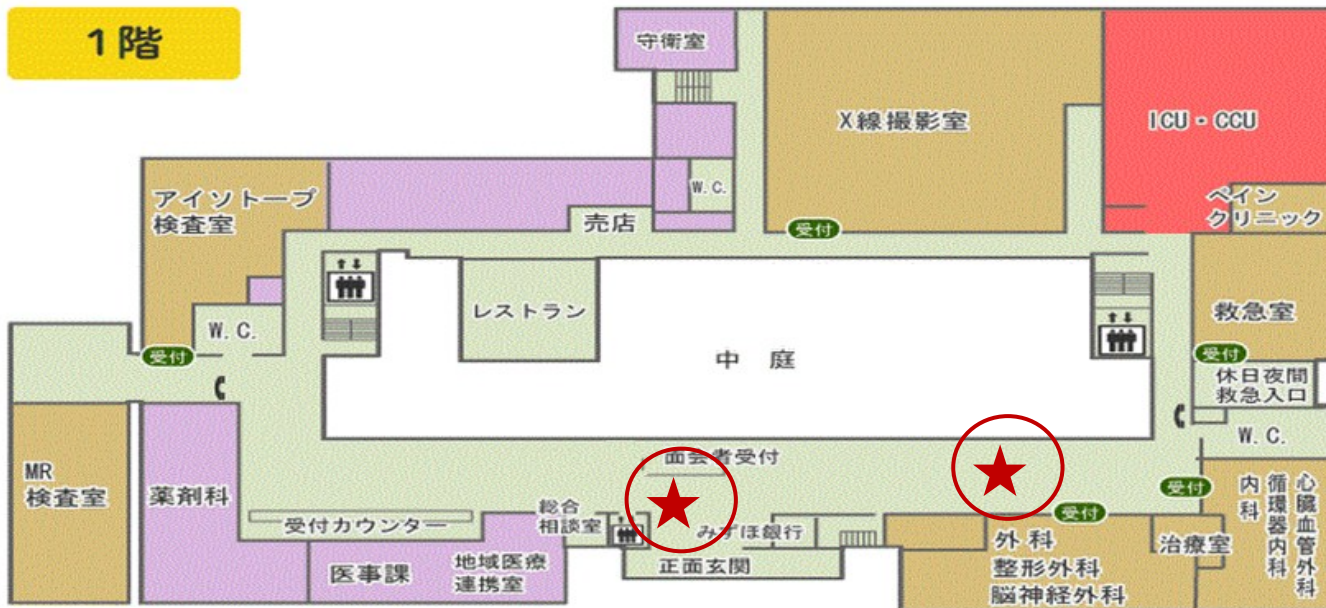 1階
守衛室
X線撮影室
ICU・CCU
W.C.
ペイン
クリニック
アイソトープ
検査室
売店
受付
レストラン
救急室
W.C.
受付
中 庭
受付
休日夜間
救急入口
W.C.
面会者受付
MR
検査室
薬剤科
受付カウンター
総合
相談室
みずほ銀行
受付
受付
内科
循環器内科
心臓血管外科
外科
整形外科
脳神経外科
治療室
医事課
地域医療
連携室
正面玄関